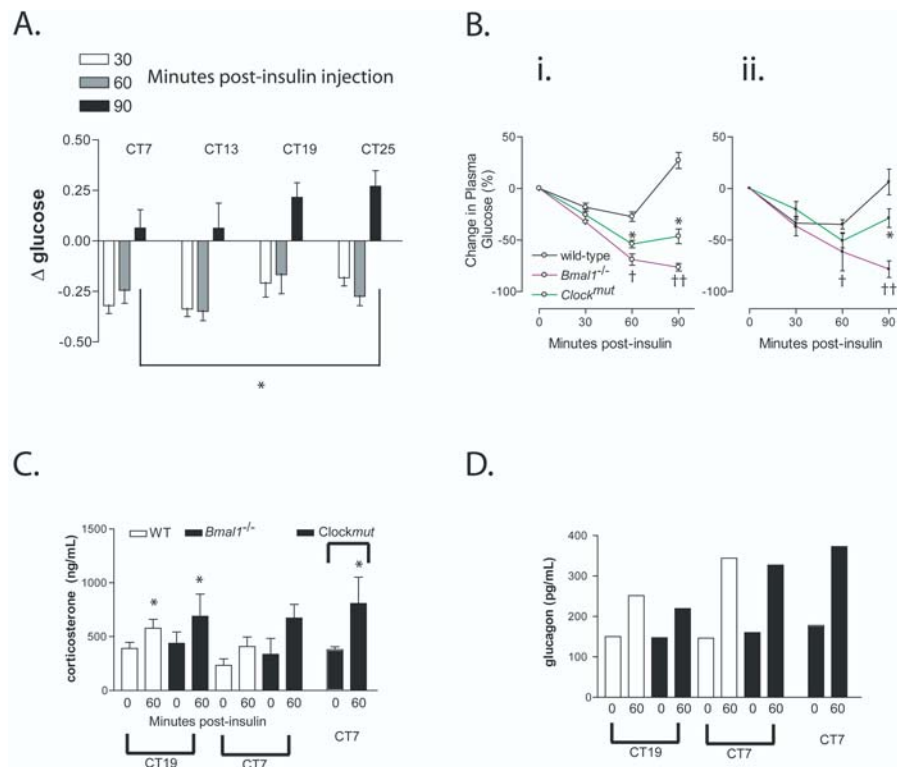 A.
30
60
90
Minutes post-insulin injection
0.50
0.25
0.00
-0.25
-0.50
Δ glucose
CT7 CT13 CT19 CT25
*
B.
i. ii.
50
0
-50
-100
Change in Plasma
Glucose (%)
wild-type
Bmal1-/-
Clockmut
* *
† ††
0 30 60 90
Minutes post-insulin
50
0
-50
-100
*
† ††
0 30 60 90
Minutes post-insulin
C.
WT Bmal1-/- Clockmut
1500
1000
500
0
corticosterone (ng/mL)
* * *
0 60 0 60 0 60 0 60 0 60
Minutes post-insulin
CT19 CT7 CT7
D.
400
300
200
100
0
glucagon (pg/mL)
0 60 0 60 0 60 0 60 0 60
CT19 CT7 CT7